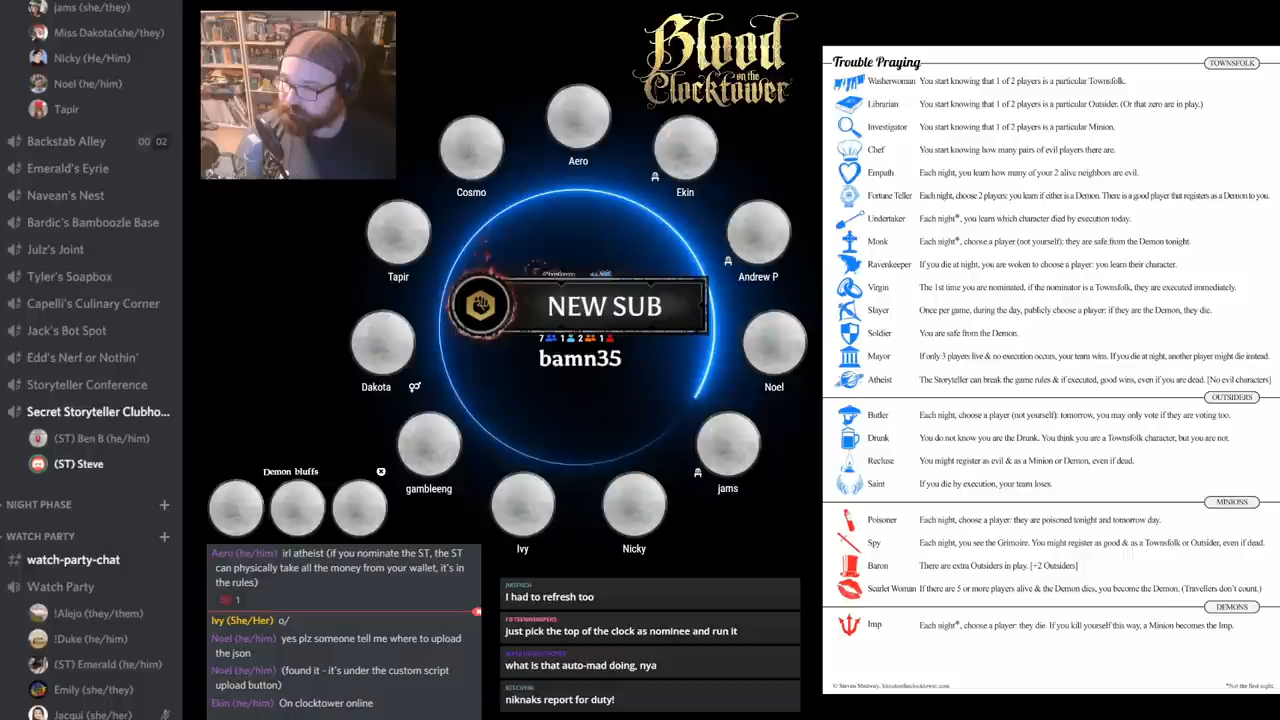 jams (she/they)
Miss Dakota(she/they)
Nicky (He/Him)
Noel (he/him)
Tapir
Backstab Alley 00 02
Emerald's Eyrie
Navean's Nest
Bardic's Bamboozle Base
Julz's Joint
Tyler's Soapbox
Capelli's Culinary Corner
Jack's Bot Spot
Edd's Nerf or Nothin'
Storyteller Conference
Secret Storyteller Clubho...
(ST) Ben B (he/him)
(ST) Steve
NIGHT PHASE
WATCH PARTY
watch-party-chat
Watch Party
!Alejo (they/them)
!Duke (he/him)
(ST) Emerald (he/him)
Emily (she/they)
Jacqui (she/her)
Blood
on the
Clocktower
Aero
Cosmo
Ekin
Tapir
Andrew P
Dakota
Noel
gambleeng
jams
Ivy
Nicky
NEW SUB
7 1 2 1
bamn35
Demon bluffs
Aero (he/him) irl atheist (if you nominate the ST, the ST
can physically take all the money from your wallet, it's in
the rules)
1
Ivy (She/Her) o/
Noel (he/him) yes plz someone tell me where to upload
the json
Noel (he/him) (found it - it's under the custom script
upload button)
Ekin (he/him) On clocktower online
I had to refresh too
FIFTEENWHISPERS
just pick the top of the clock as nominee and run it
what is that auto-mad doing, nya
niknaks report for duty!
Trouble Praying
TOWNSFOLK
Washerwoman You start knowing that 1 of 2 players is a particular Townsfolk.
Librarian You start knowing that 1 of 2 players is a particular Outsider. (Or that zero are in play.)
Investigator You start knowing that 1 of 2 players is a particular Minion.
Chef You start knowing how many pairs of evil players there are.
Empath Each night, you learn how many of your 2 alive neighbors are evil.
Fortune Teller Each night, choose 2 players: you learn if either is a Demon. There is a good player that registers as a Demon to you.
Undertaker Each night*, you learn which character died by execution today.
Monk Each night*, choose a player (not yourself): they are safe from the Demon tonight.
Ravenkeeper If you die at night, you are woken to choose a player: you learn their character.
Virgin The 1st time you are nominated, if the nominator is a Townsfolk, they are executed immediately.
Slayer Once per game, during the day, publicly choose a player: if they are the Demon, they die.
Soldier You are safe from the Demon.
Mayor If only 3 players live & no execution occurs, your team wins. If you die at night, another player might die instead.
Atheist The Storyteller can break the game rules & if executed, good wins, even if you are dead. [No evil characters]
OUTSIDERS
Butler Each night, choose a player (not yourself): tomorrow, you may only vote if they are voting too.
Drunk You do not know you are the Drunk. You think you are a Townsfolk character, but you are not.
Recluse You might register as evil & as a Minion or Demon, even if dead.
Saint If you die by execution, your team loses.
MINIONS
Poisoner Each night, choose a player: they are poisoned tonight and tomorrow day.
Spy Each night, you see the Grimoire. You might register as good & as a Townsfolk or Outsider, even if dead.
Baron There are extra Outsiders in play. [+2 Outsiders]
Scarlet Woman If there are 5 or more players alive & the Demon dies, you become the Demon. (Travellers don't count.)
DEMONS
Imp Each night*, choose a player: they die. If you kill yourself this way, a Minion becomes the Imp.
© Steven Medway, bloodontheclocktower.com
*Not the first night.